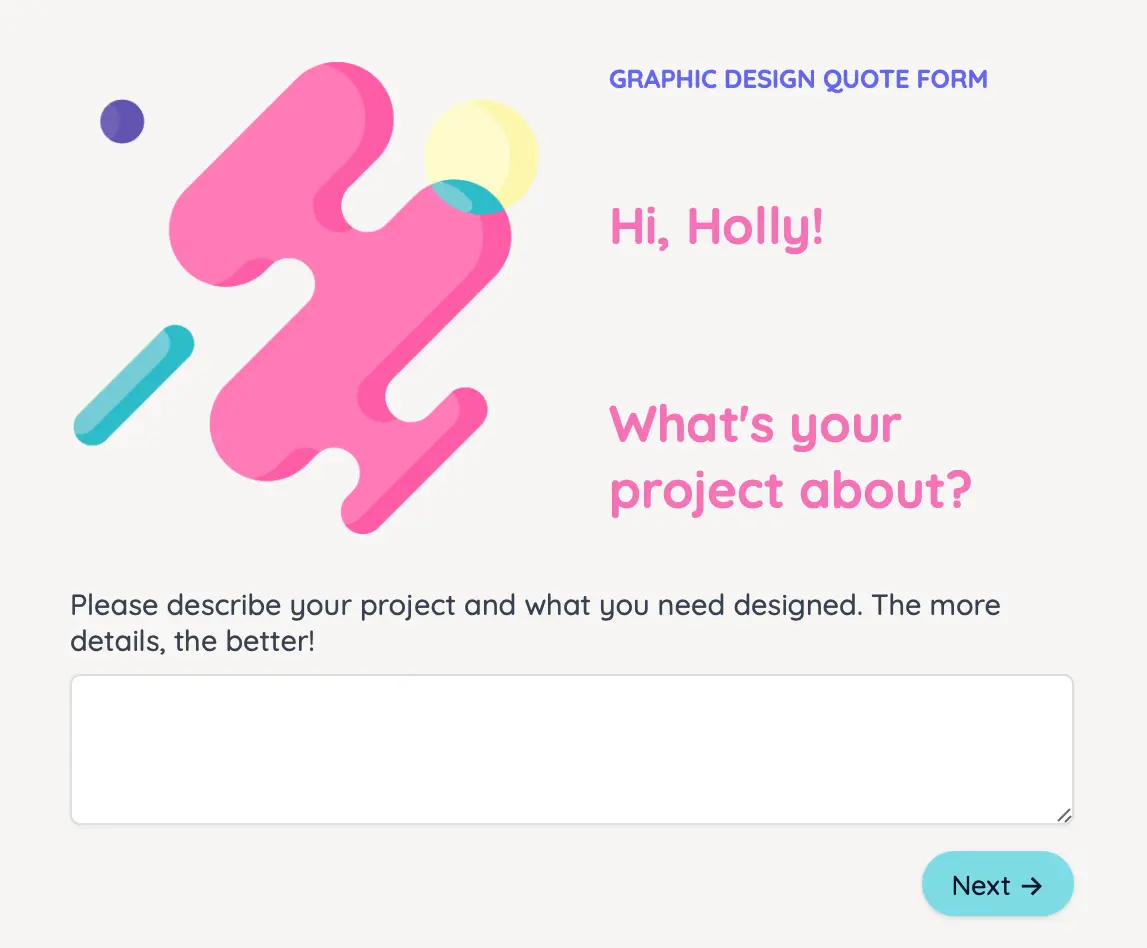 GRAPHIC DESIGN QUOTE FORM
Hi, Holly!
What's your
project about?
Please describe your project and what you need designed. The more
details, the better!
Next →